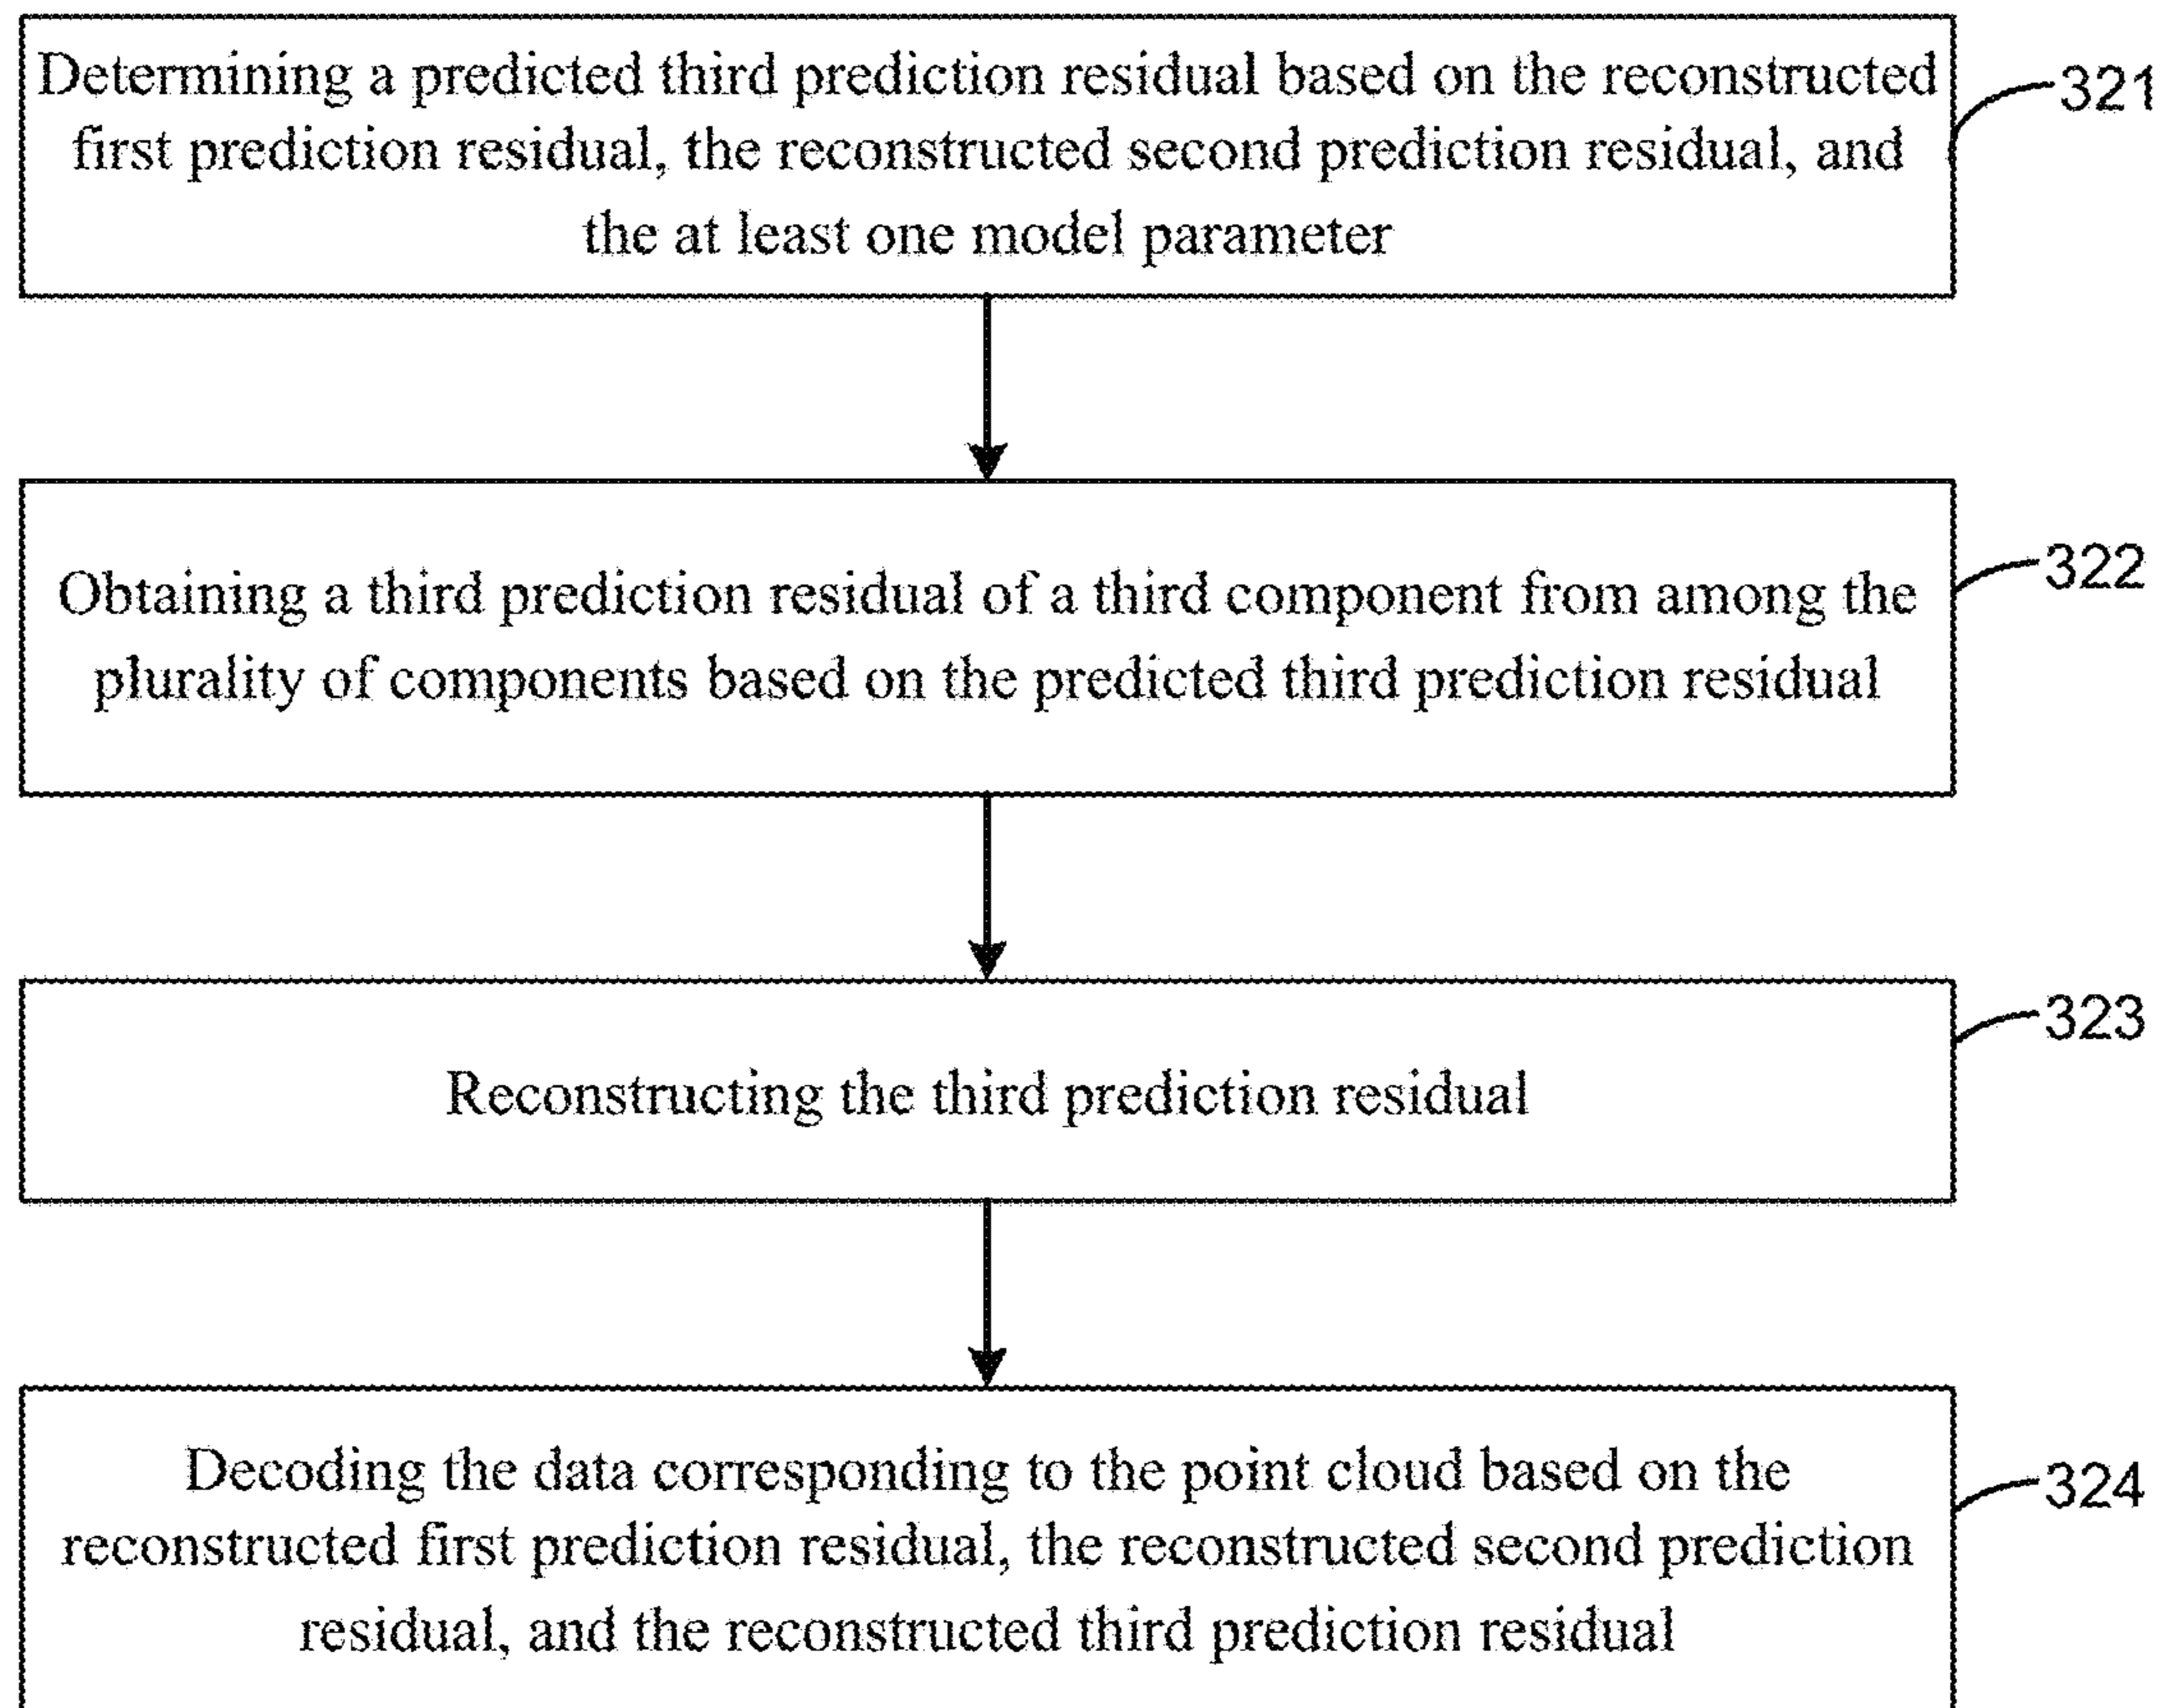 Determining a predicted third prediction residual based on the reconstructed
first prediction residual, the reconstructed second prediction residual, and
the at least one model parameter
321
Obtaining a third prediction residual of a third component from among the
plurality of components based on the predicted third prediction residual
322
Reconstructing the third prediction residual
323
Decoding the data corresponding to the point cloud based on the
reconstructed first prediction residual, the reconstructed second prediction
residual, and the reconstructed third prediction residual
324